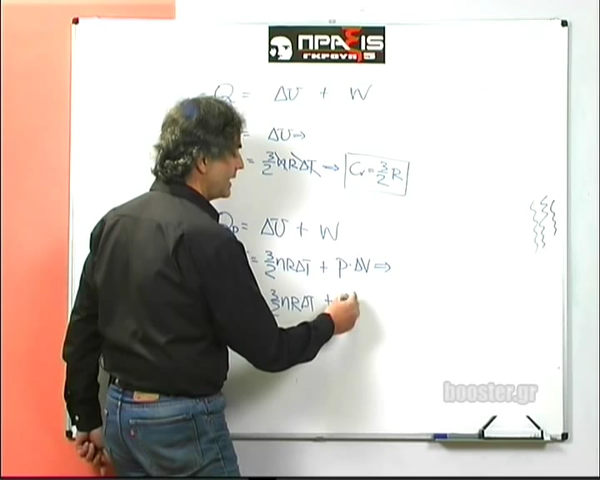 ΠΡΑΞΙS
ΓΚΡΟΥΠ
Q = ΔU + W
= ΔU ⇒
= 3/2 nRΔT ⇒ Cv = 3/2 R
Qp = ΔU + W
= 3/2 nRΔT + p·ΔV ⇒
3/2 nRΔT +
booster.gr